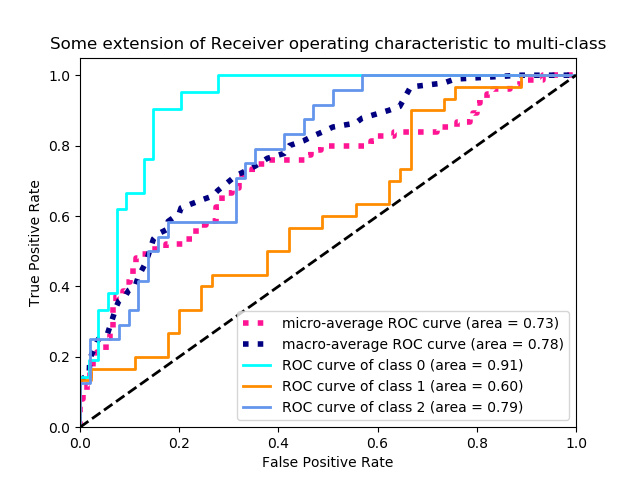 Some extension of Receiver operating characteristic to multi-class
1.0
0.8
0.6
0.4
0.2
0.0
True Positive Rate
micro-average ROC curve (area = 0.73)
macro-average ROC curve (area = 0.78)
ROC curve of class 0 (area = 0.91)
ROC curve of class 1 (area = 0.60)
ROC curve of class 2 (area = 0.79)
0.0 0.2 0.4 0.6 0.8 1.0
False Positive Rate